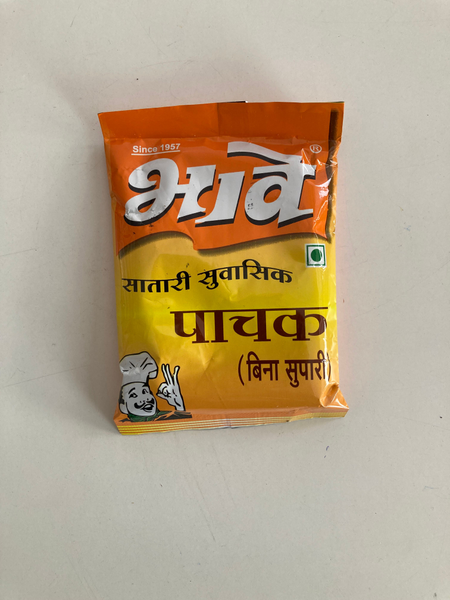 Since 1957
भावे ®
सातारी सुवासिक
पाचक
(बिना सुपारी)